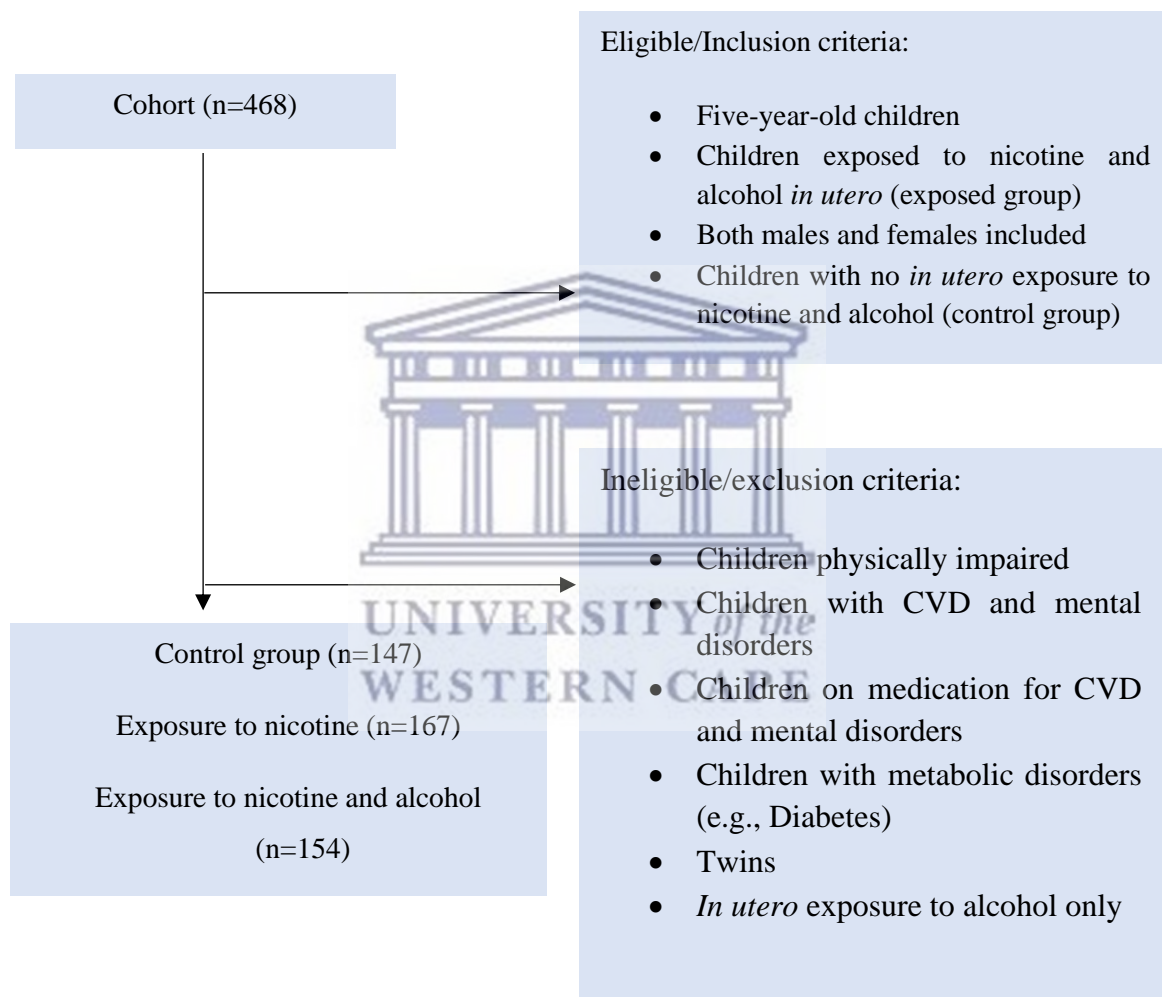 Cohort (n=468)
Eligible/Inclusion criteria:
• Five-year-old children
• Children exposed to nicotine and
alcohol in utero (exposed group)
• Both males and females included
• Children with no in utero exposure to
nicotine and alcohol (control group)
Ineligible/exclusion criteria:
• Children physically impaired
• Children with CVD and mental
disorders
• Children on medication for CVD
and mental disorders
• Children with metabolic disorders
(e.g., Diabetes)
• Twins
• In utero exposure to alcohol only
Control group (n=147)
Exposure to nicotine (n=167)
Exposure to nicotine and alcohol
(n=154)
UNIVERSITY of the
WESTERN CAPE